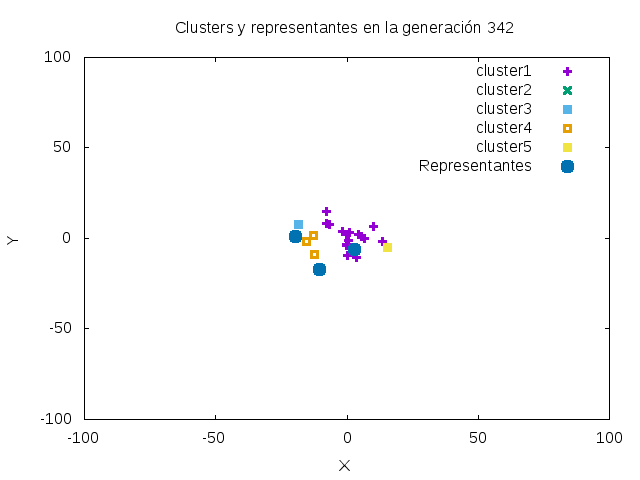 Clusters y representantes en la generación 342
100
50
0
-50
-100
-100
-50
0
50
100
Y
X
cluster1
cluster2
cluster3
cluster4
cluster5
Representantes